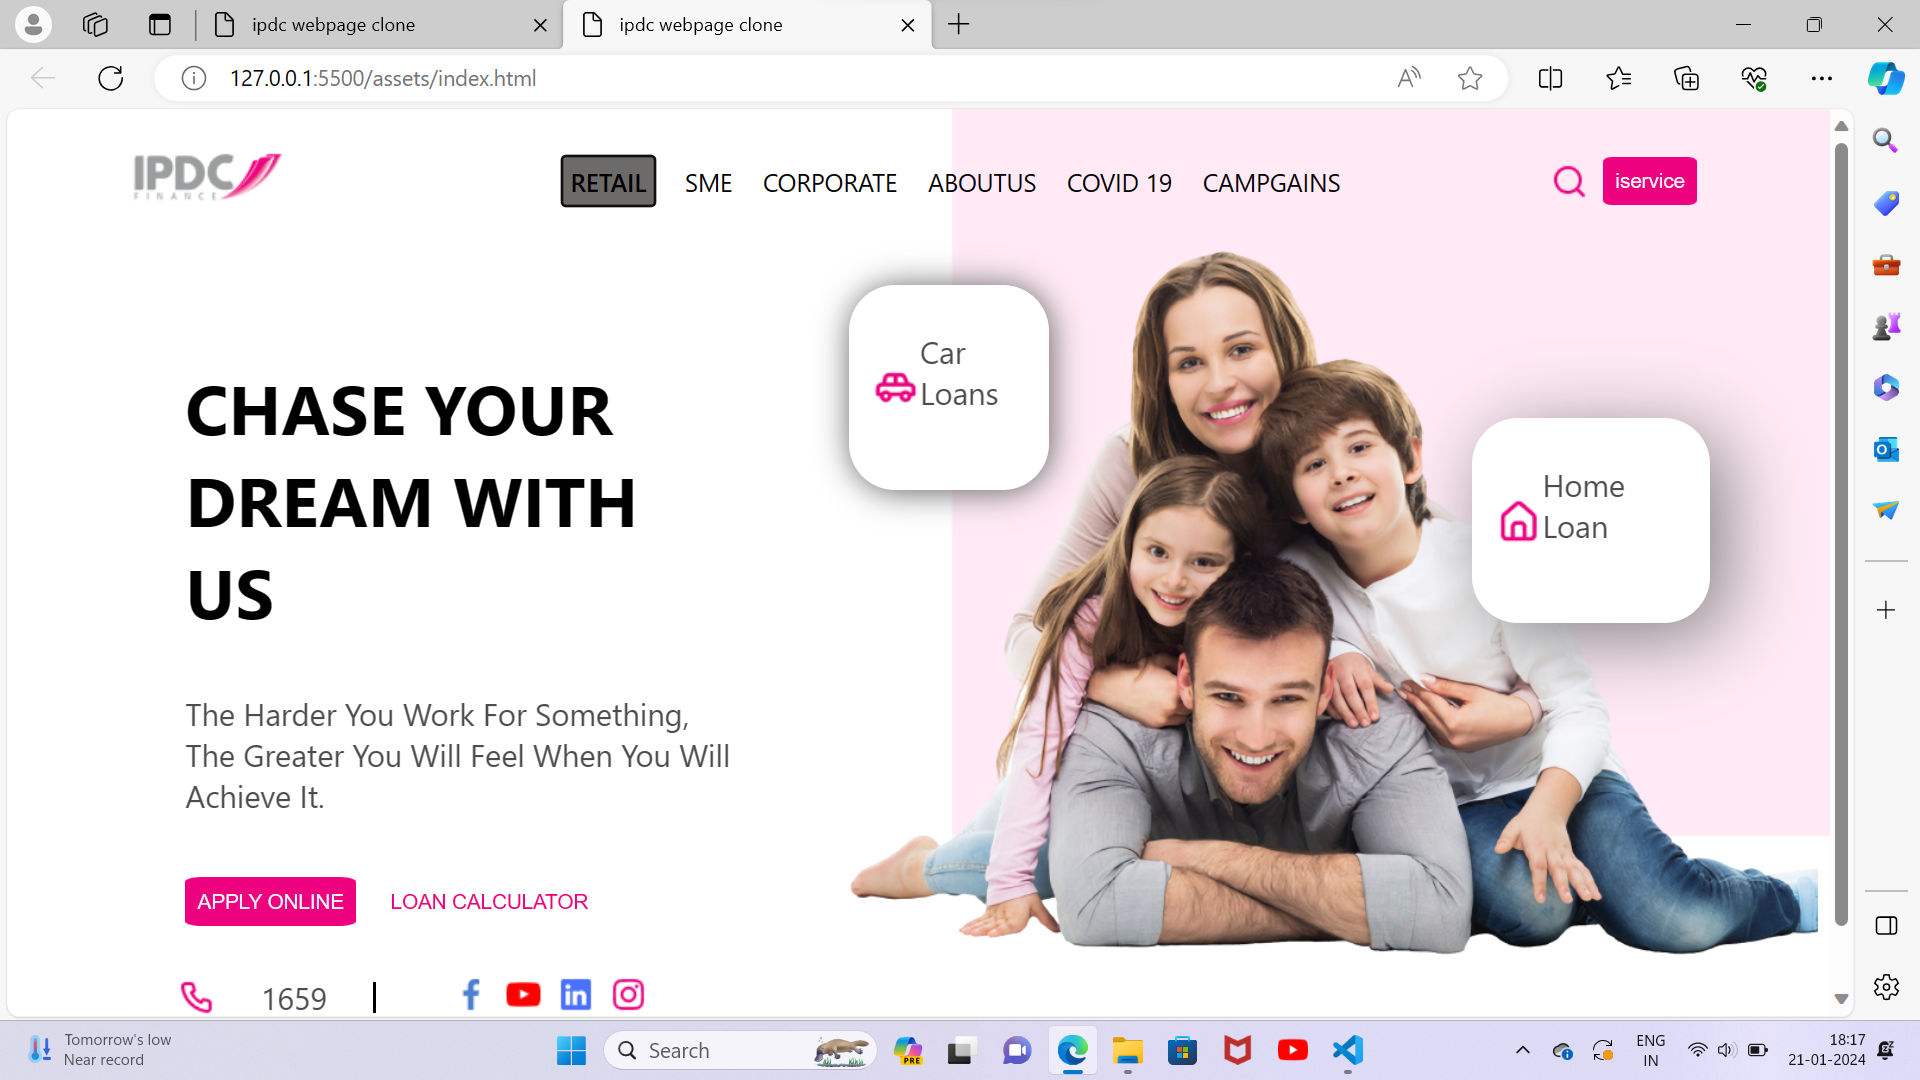 ipdc webpage clone
ipdc webpage clone
127.0.0.1:5500/assets/index.html
IPDC
FINANCE
RETAIL
SME
CORPORATE
ABOUTUS
COVID 19
CAMPGAINS
iservice
Car
Loans
CHASE YOUR
DREAM WITH
US
Home
Loan
The Harder You Work For Something,
The Greater You Will Feel When You Will
Achieve It.
APPLY ONLINE
LOAN CALCULATOR
1659
Tomorrow's low
Near record
Search
PRE
ENG
IN
18:17
21-01-2024